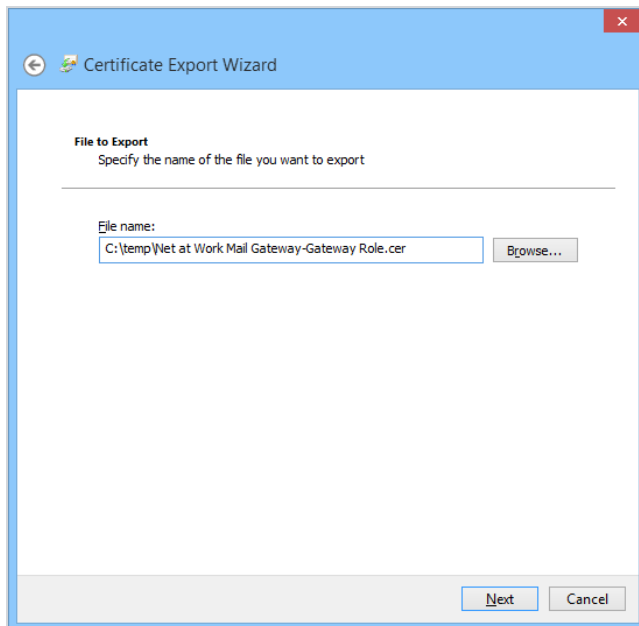 Certificate Export Wizard
File to Export
Specify the name of the file you want to export
File name:
C:\temp\Net at Work Mail Gateway-Gateway Role.cer
Browse...
Next
Cancel